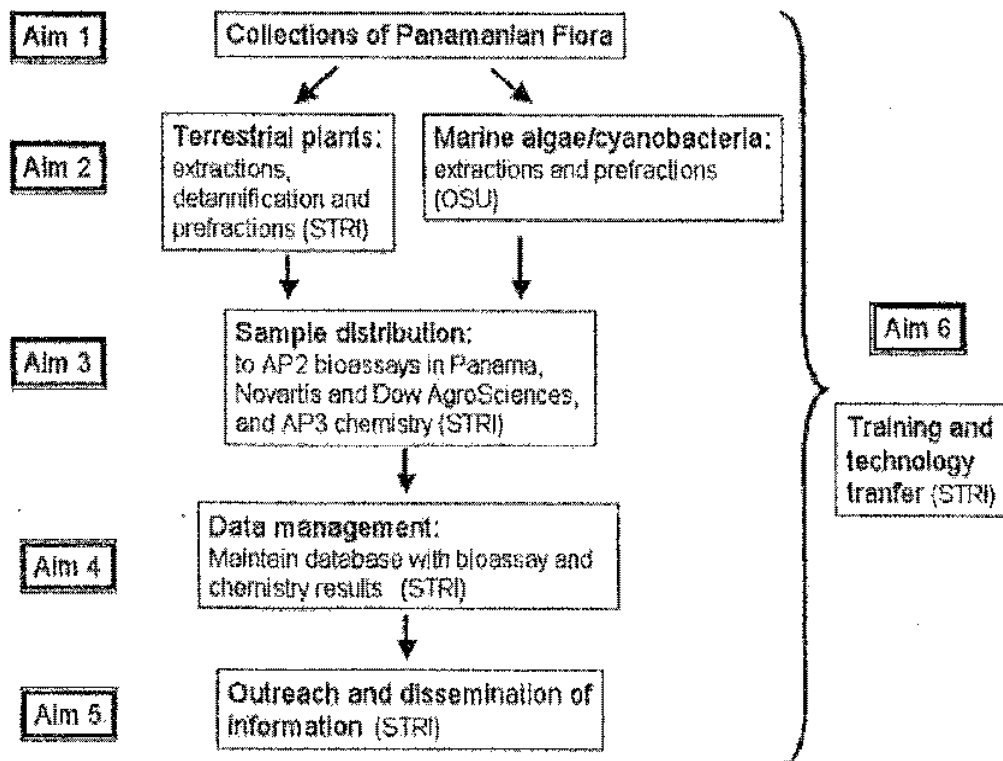 Aim 1
Collections of Panamanian Flora
Aim 2
Terrestrial plants:
extractions,
detannification and
prefractions (STRI)
Marine algae/cyanobacteria:
extractions and prefractions
(OSU)
Aim 3
Sample distribution:
to AP2 bioassays in Panama,
Novartis and Dow AgroSciences,
and AP3 chemistry (STRI)
Aim 4
Data management:
Maintain database with bioassay and
chemistry results (STRI)
Aim 5
Outreach and dissemination of
information (STRI)
Aim 6
Training and
technology
tranfer (STRI)